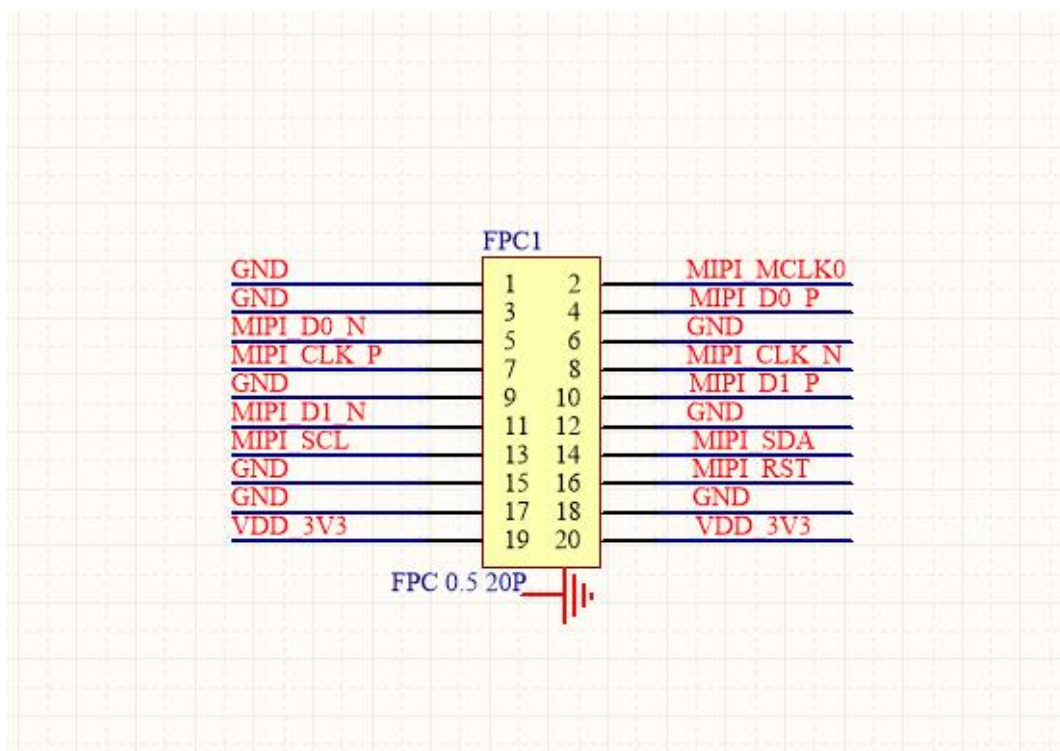 FPC1
GND 1 2 MIPI_MCLK0
GND 3 4 MIPI_D0_P
MIPI_D0_N 5 6 GND
MIPI_CLK_P 7 8 MIPI_CLK_N
GND 9 10 MIPI_D1_P
MIPI_D1_N 11 12 GND
MIPI_SCL 13 14 MIPI_SDA
GND 15 16 MIPI_RST
GND 17 18 GND
VDD_3V3 19 20 VDD_3V3
FPC 0.5 20P